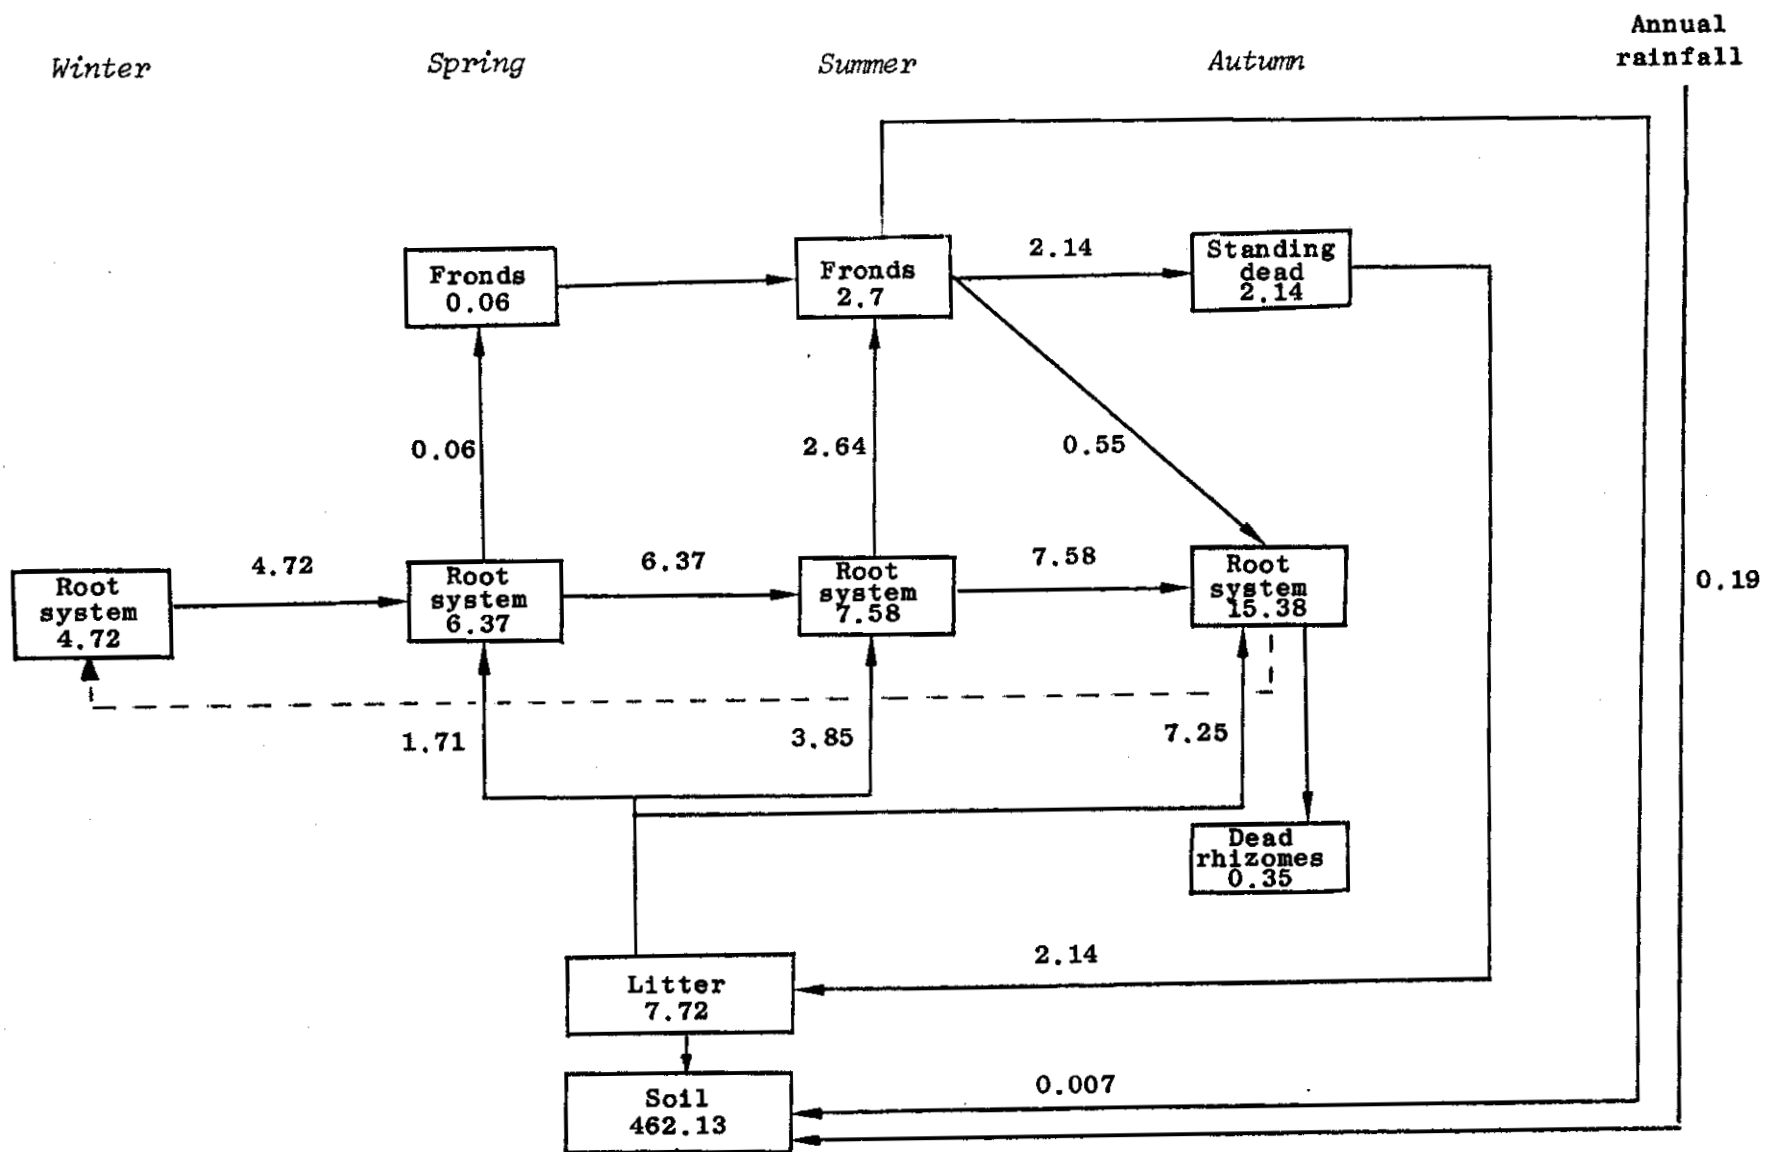 Annual
rainfall
Winter
Spring
Summer
Autumn
Fronds
0.06
Fronds
2.7
2.14
Standing
dead
2.14
0.06
2.64
0.55
Root
system
4.72
4.72
Root
system
6.37
6.37
Root
system
7.58
7.58
Root
system
15.38
0.19
1.71
3.85
7.25
Dead
rhizomes
0.35
Litter
7.72
2.14
Soil
462.13
0.007